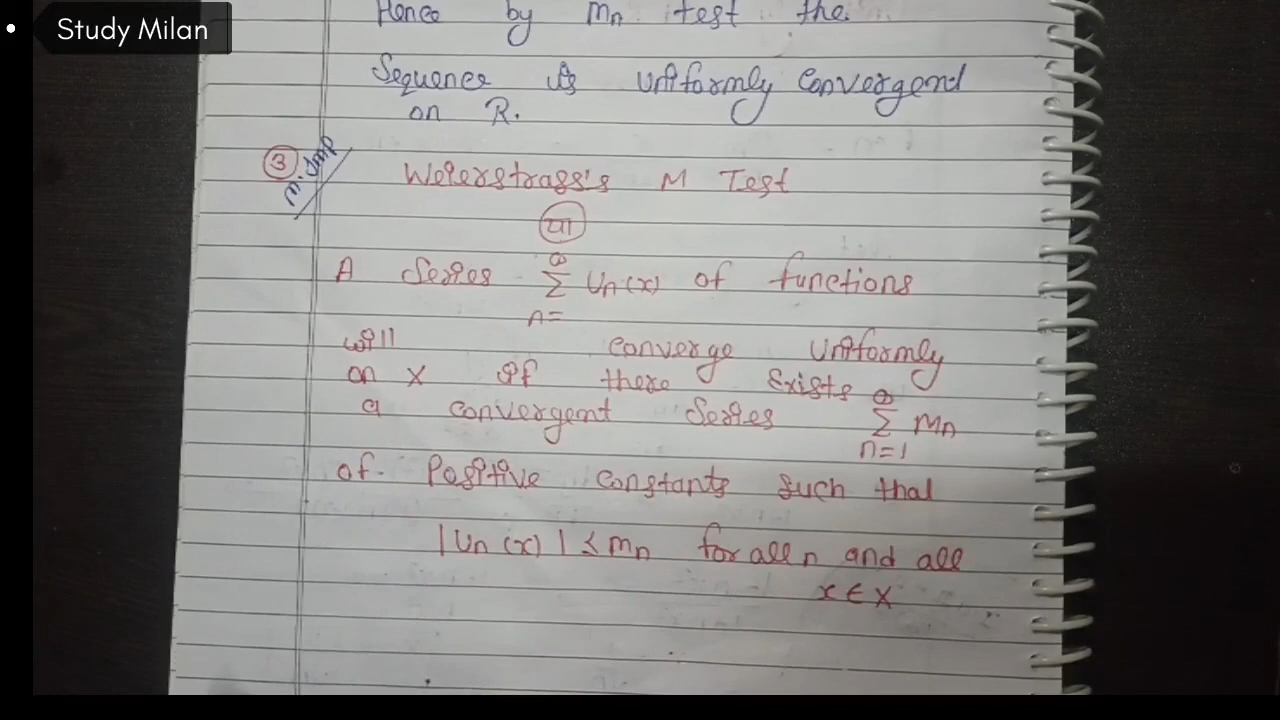 Study Milan
Hence by Mn test the
Sequence is uniformly convergend
on R.
3 m. Imp
Weierstrass's M Test
या
A Series ∑ Un(x) of functions
∞
n=
will converge uniformly
on X if there Exists
a convergent Series ∑ Mn
∞
n=1
of Positive constants such that
|Un(x)| ≤ mn for all n and all
x ∈ X